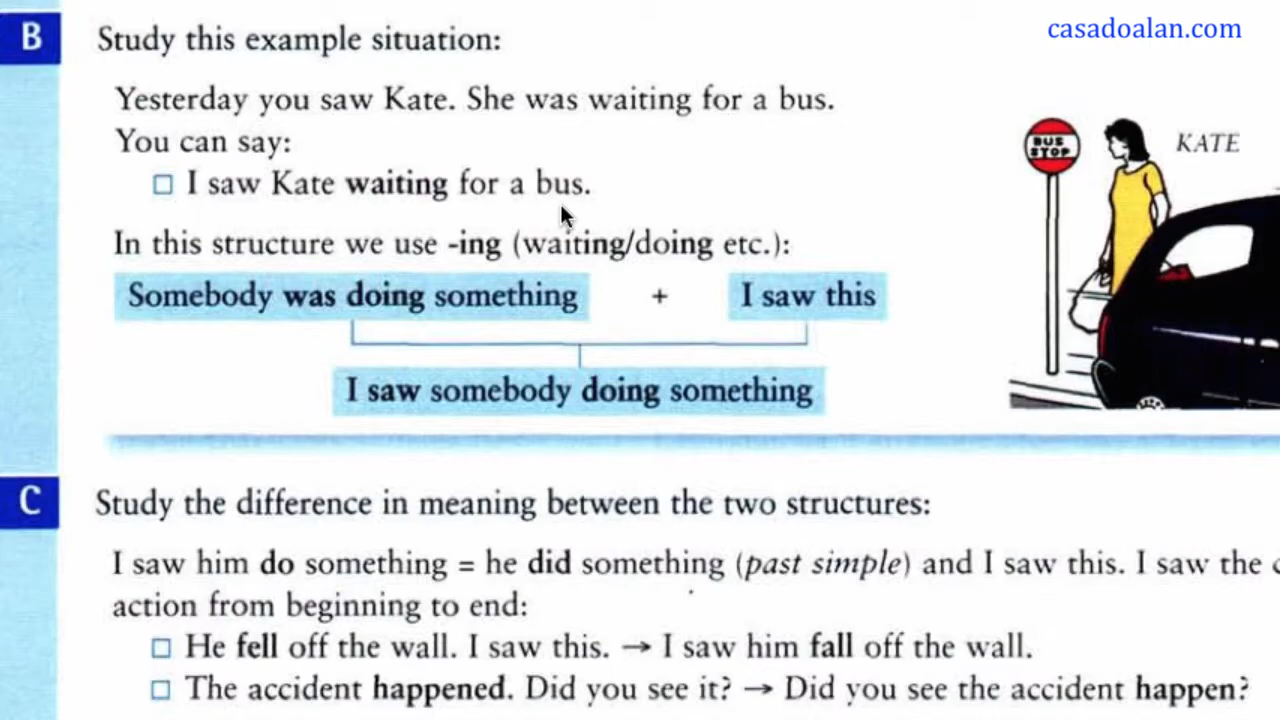 casadoalan.com
B
Study this example situation:
Yesterday you saw Kate. She was waiting for a bus.
You can say:
I saw Kate waiting for a bus.
BUS
STOP
KATE
In this structure we use -ing (waiting/doing etc.):
Somebody was doing something + I saw this
I saw somebody doing something
C
Study the difference in meaning between the two structures:
I saw him do something = he did something (past simple) and I saw this. I saw the
action from beginning to end:
He fell off the wall. I saw this. → I saw him fall off the wall.
The accident happened. Did you see it? → Did you see the accident happen?